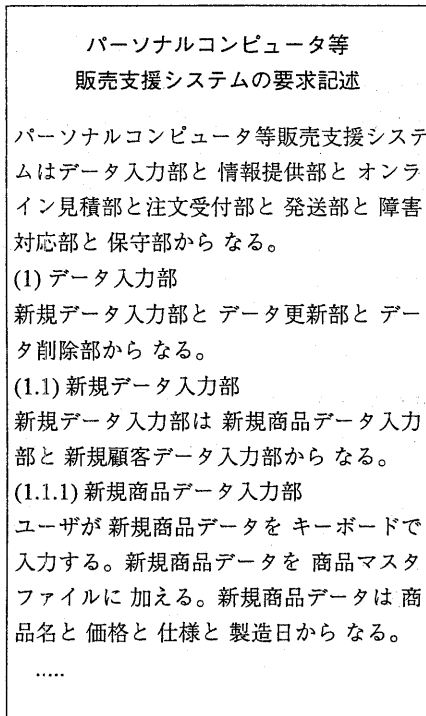 パーソナルコンピュータ等
販売支援システムの要求記述
パーソナルコンピュータ等販売支援システ
ムはデータ入力部と 情報提供部と オンラ
イン見積部と注文受付部と 発送部と 障害
対応部と 保守部から なる。
(1) データ入力部
新規データ入力部と データ更新部と デー
タ削除部から なる。
(1.1) 新規データ入力部
新規データ入力部は 新規商品データ入力
部と 新規顧客データ入力部から なる。
(1.1.1) 新規商品データ入力部
ユーザが 新規商品データを キーボードで
入力する。新規商品データを 商品マスタ
ファイルに 加える。新規商品データは 商
品名と 価格と 仕様と 製造日から なる。
.....